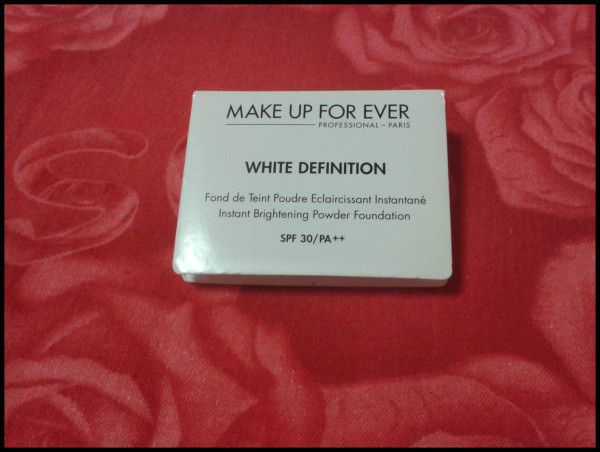 MAKE UP FOR EVER
PROFESSIONAL – PARIS
WHITE DEFINITION
Fond de Teint Poudre Eclaircissant Instantané
Instant Brightening Powder Foundation
SPF 30/PA++